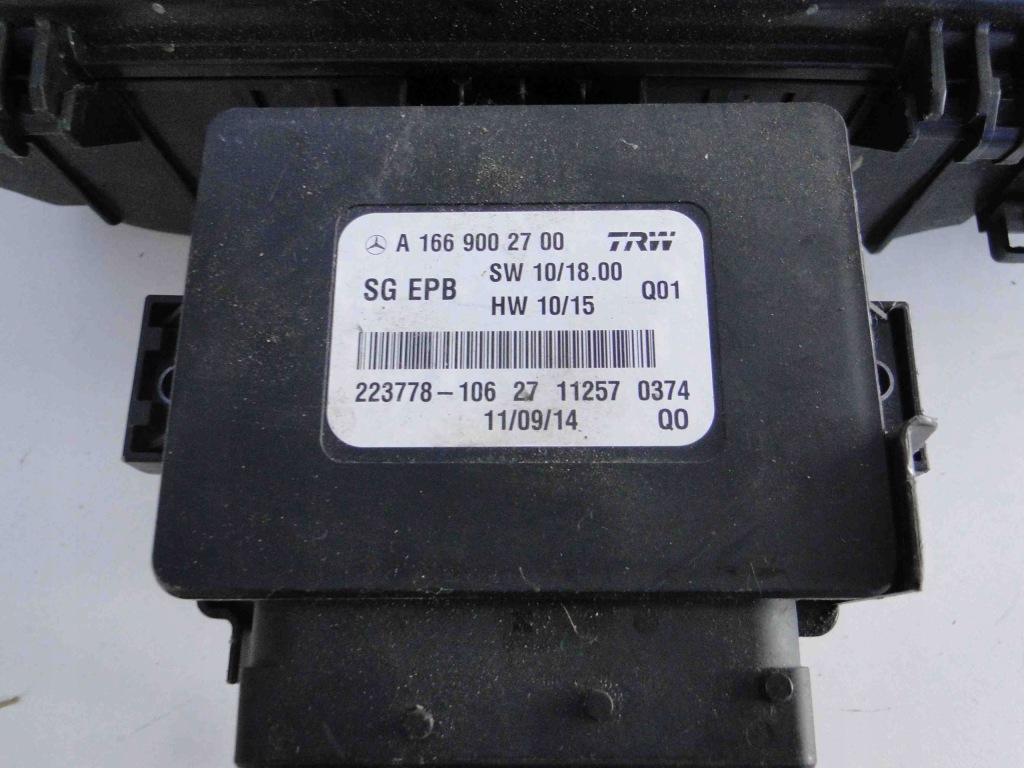 A 166 900 27 00 TRW
SW 10/18.00
SG EPB Q01
HW 10/15
223778-106 27 11257 0374
11/09/14 Q0